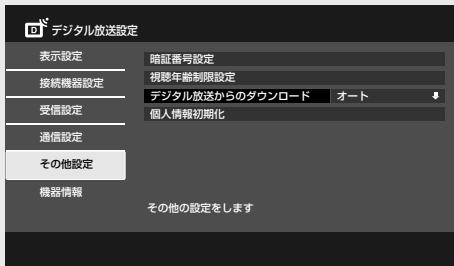 D デジタル放送設定
表示設定
接続機器設定
受信設定
通信設定
その他設定
機器情報
暗証番号設定
視聴年齢制限設定
デジタル放送からのダウンロード オート
個人情報初期化
その他の設定をします